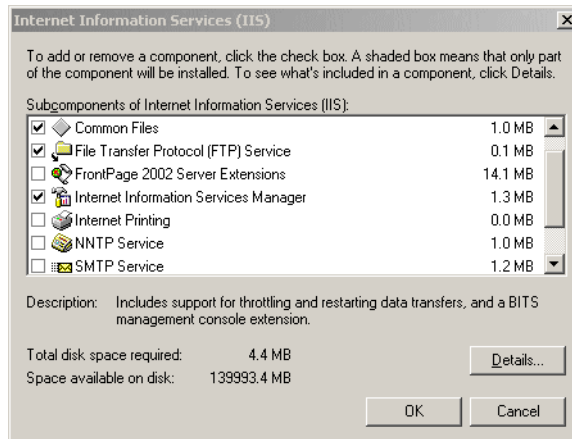 Internet Information Services (IIS)
To add or remove a component, click the check box. A shaded box means that only part
of the component will be installed. To see what's included in a component, click Details.
Subcomponents of Internet Information Services (IIS):
Common Files 1.0 MB
File Transfer Protocol (FTP) Service 0.1 MB
FrontPage 2002 Server Extensions 14.1 MB
Internet Information Services Manager 1.3 MB
Internet Printing 0.0 MB
NNTP Service 1.0 MB
SMTP Service 1.2 MB
Description: Includes support for throttling and restarting data transfers, and a BITS
management console extension.
Total disk space required: 4.4 MB
Space available on disk: 139993.4 MB
Details...
OK Cancel